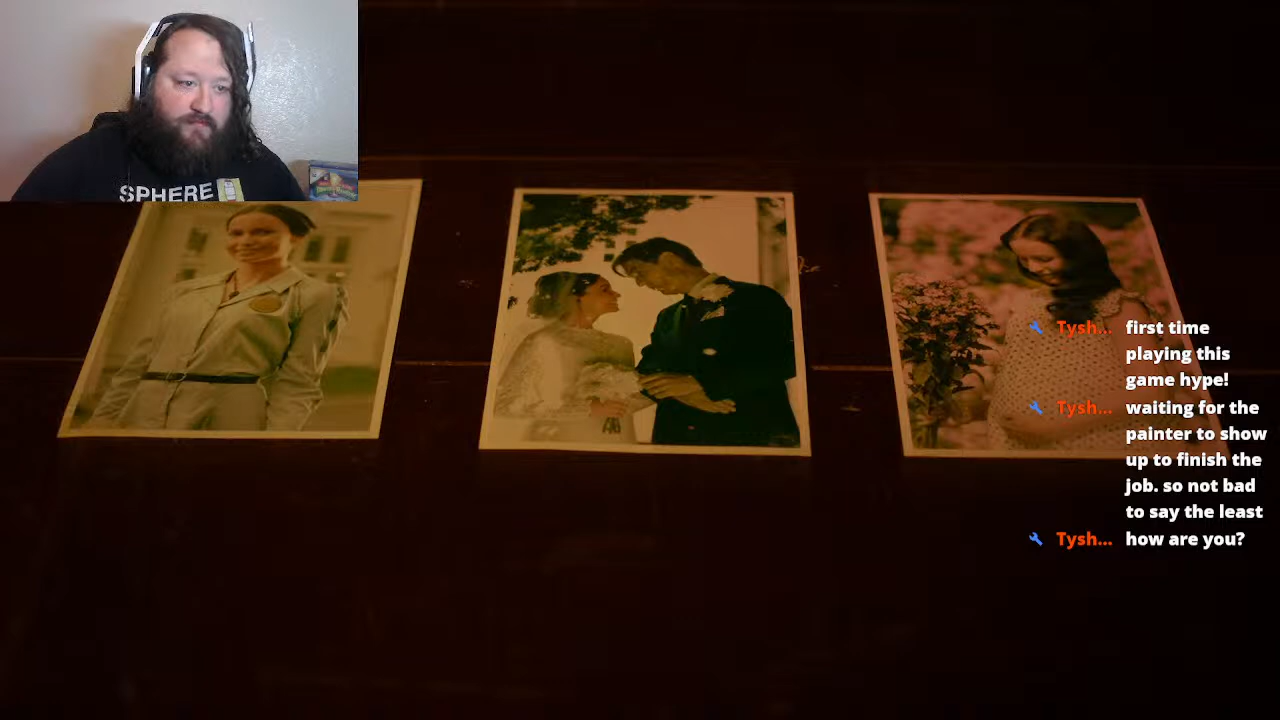 SPHERE
Tysh... first time
playing this
game hype!
Tysh... waiting for the
painter to show
up to finish the
job. so not bad
to say the least
Tysh... how are you?